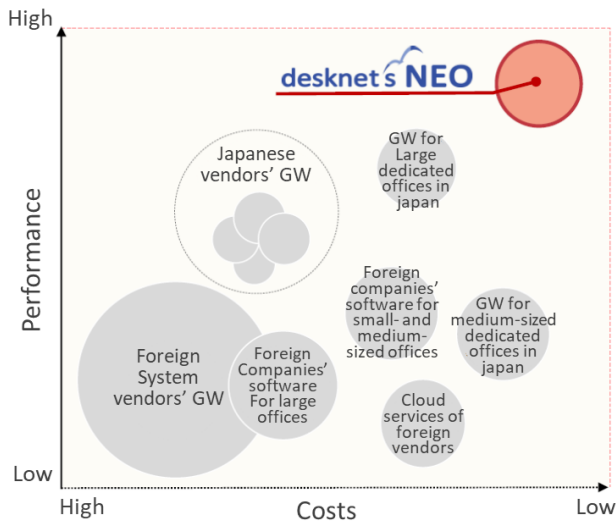 High
desknet's NEO
Japanese
vendors' GW
GW for
Large
dedicated
offices in
japan
Performance
Foreign
companies'
software for
small- and
medium-
sized offices
GW for
medium-sized
dedicated
offices in
japan
Foreign
System
vendors' GW
Foreign
Companies'
software
For large
offices
Cloud
services of
foreign
vendors
Low
High
Costs
Low